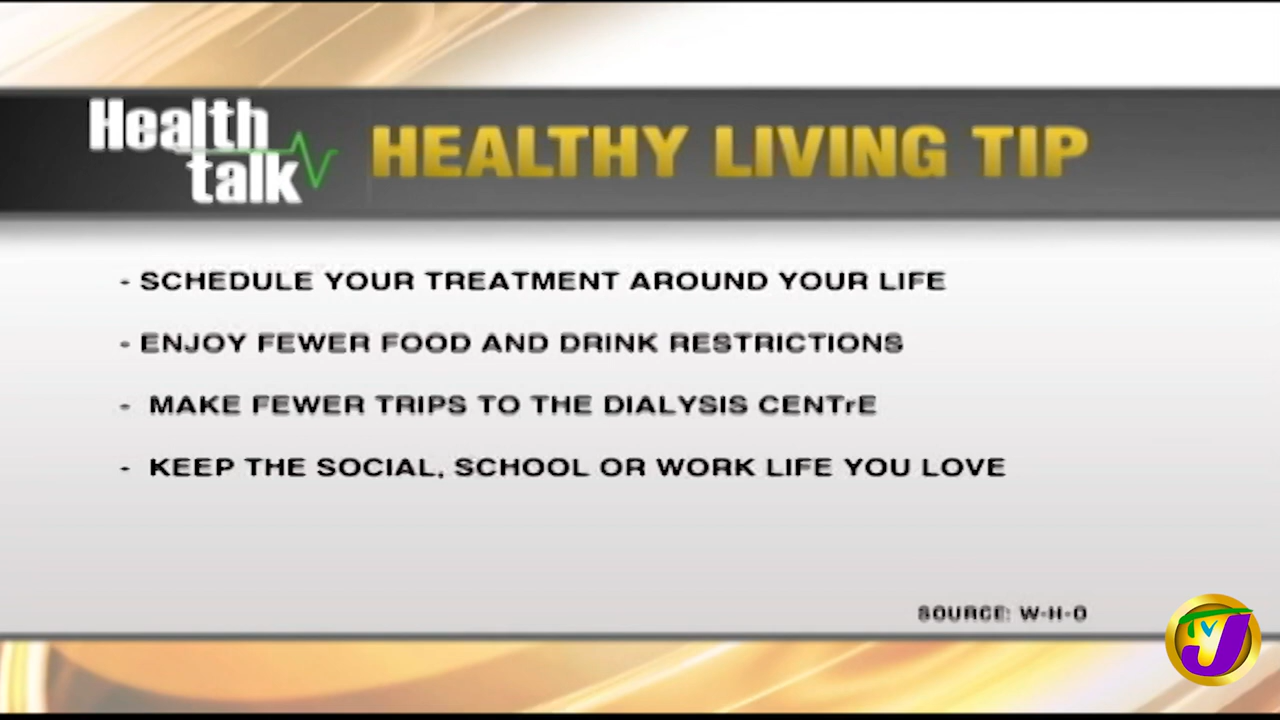 Health
talk
HEALTHY LIVING TIP
- SCHEDULE YOUR TREATMENT AROUND YOUR LIFE
- ENJOY FEWER FOOD AND DRINK RESTRICTIONS
- MAKE FEWER TRIPS TO THE DIALYSIS CENTrE
- KEEP THE SOCIAL, SCHOOL OR WORK LIFE YOU LOVE
SOURCE: W-H-O
TVJ